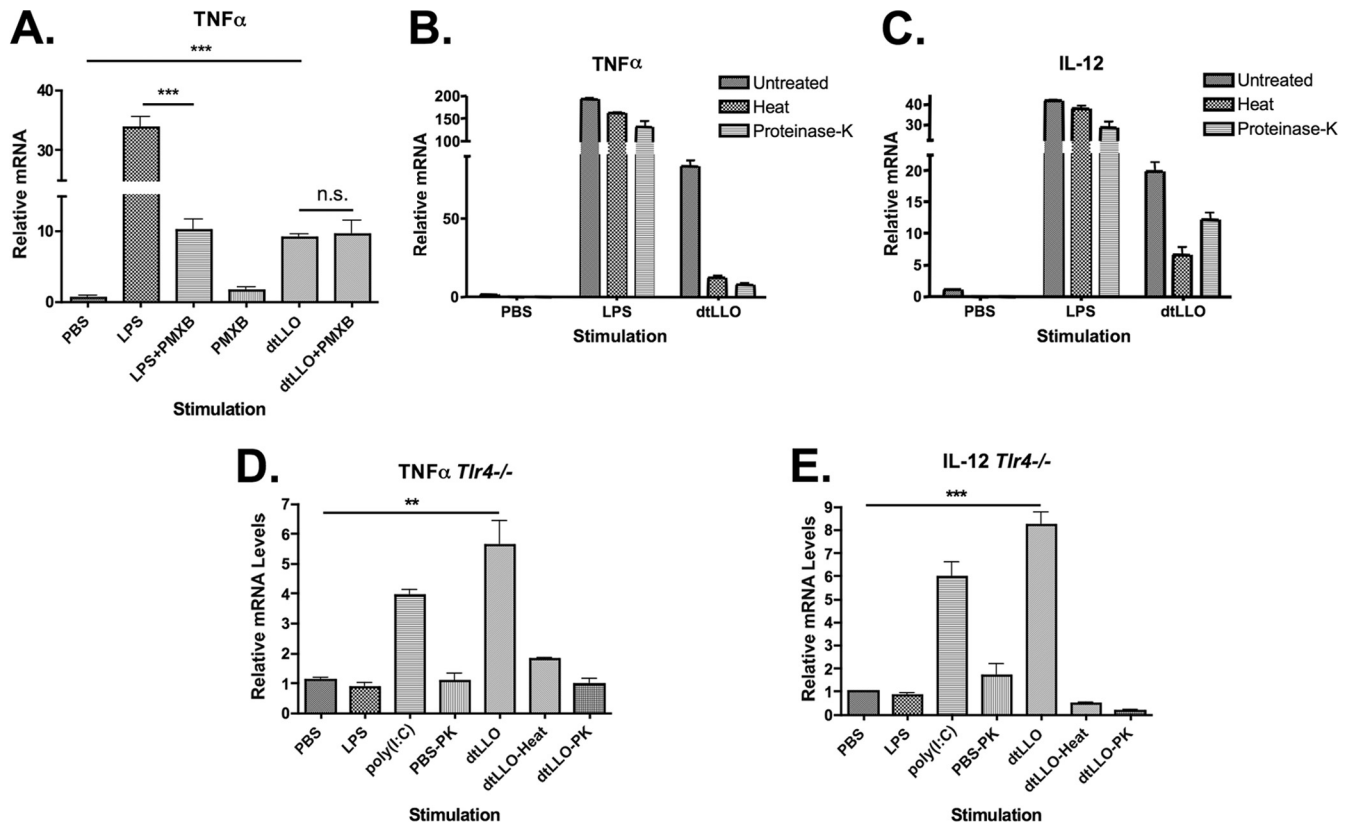 A.
TNFα
***
***
n.s.
Relative mRNA
40
30
10
0
PBS
LPS
LPS+PMXB
PMXB
dtLLO
dtLLO+PMXB
Stimulation
B.
TNFα
Untreated
Heat
Proteinase-K
Relative mRNA
200
150
100
50
0
PBS
LPS
dtLLO
Stimulation
C.
IL-12
Untreated
Heat
Proteinase-K
Relative mRNA
40
30
20
15
10
5
0
PBS
LPS
dtLLO
Stimulation
D.
TNFα Tlr4-/-
**
Relative mRNA Levels
7
6
5
4
3
2
1
0
PBS
LPS
poly(I:C)
PBS-PK
dtLLO
dtLLO-Heat
dtLLO-PK
Stimulation
E.
IL-12 Tlr4-/-
***
Relative mRNA Levels
9
8
7
6
5
4
3
2
1
0
PBS
LPS
poly(I:C)
PBS-PK
dtLLO
dtLLO-Heat
dtLLO-PK
Stimulation